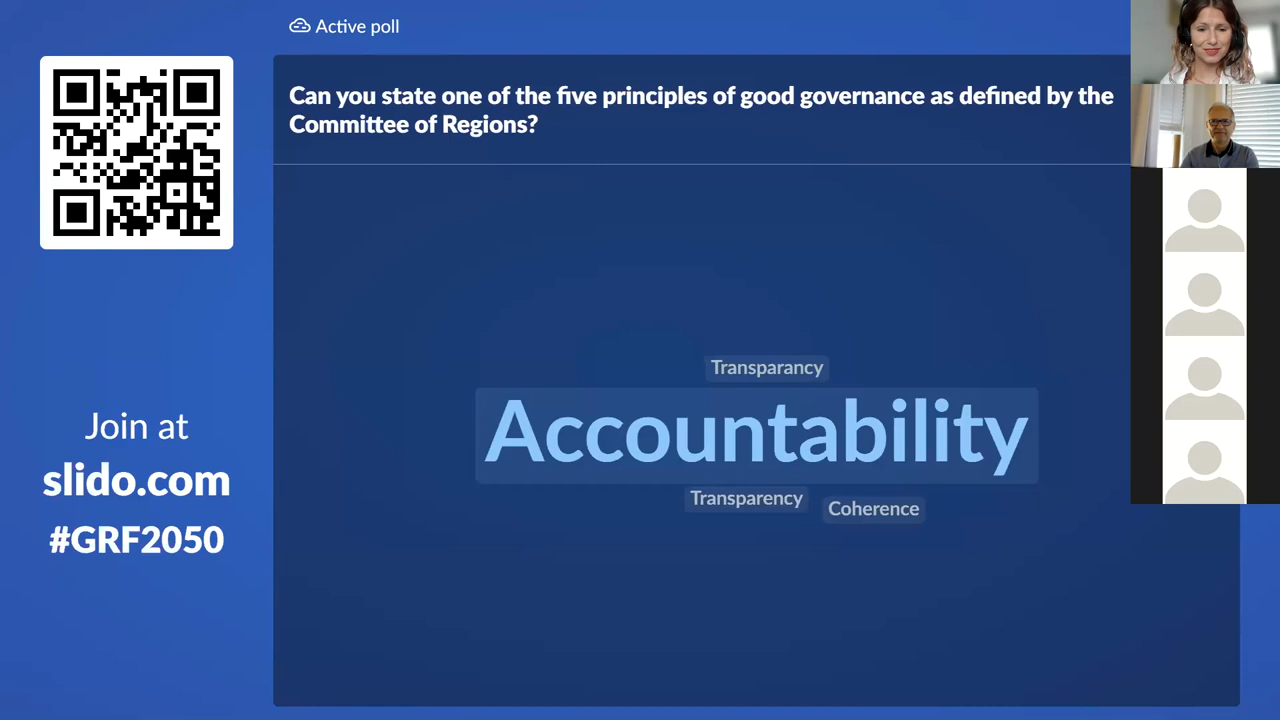 Active poll
Can you state one of the five principles of good governance as defined by the
Committee of Regions?
Transparancy
Accountability
Transparency
Coherence
Join at
slido.com
#GRF2050